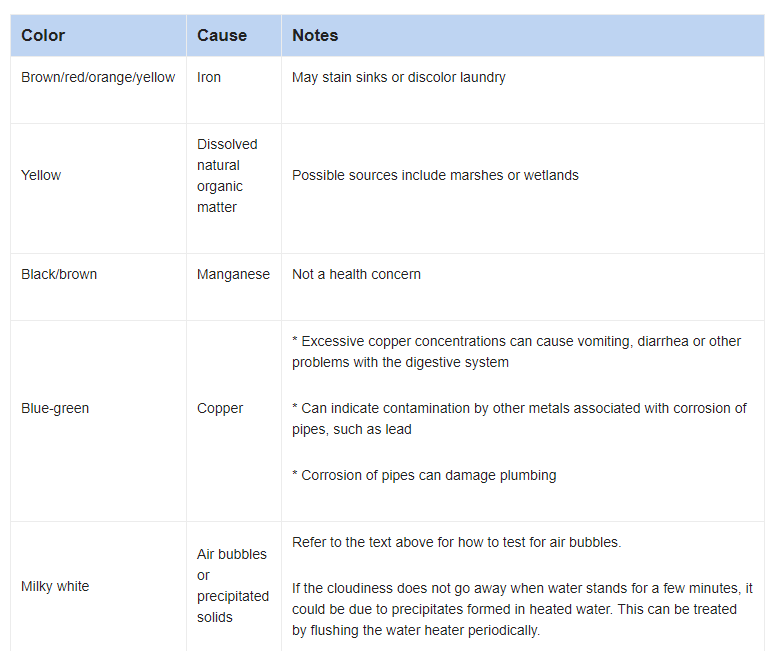 Color Cause Notes
Brown/red/orange/yellow Iron May stain sinks or discolor laundry
Yellow
Dissolved
natural
organic
matter
Possible sources include marshes or wetlands
Black/brown Manganese Not a health concern
Blue-green
Copper
* Excessive copper concentrations can cause vomiting, diarrhea or other
problems with the digestive system
* Can indicate contamination by other metals associated with corrosion of
pipes, such as lead
* Corrosion of pipes can damage plumbing
Milky white
Air bubbles
or
precipitated
solids
Refer to the text above for how to test for air bubbles.
If the cloudiness does not go away when water stands for a few minutes, it
could be due to precipitates formed in heated water. This can be treated
by flushing the water heater periodically.